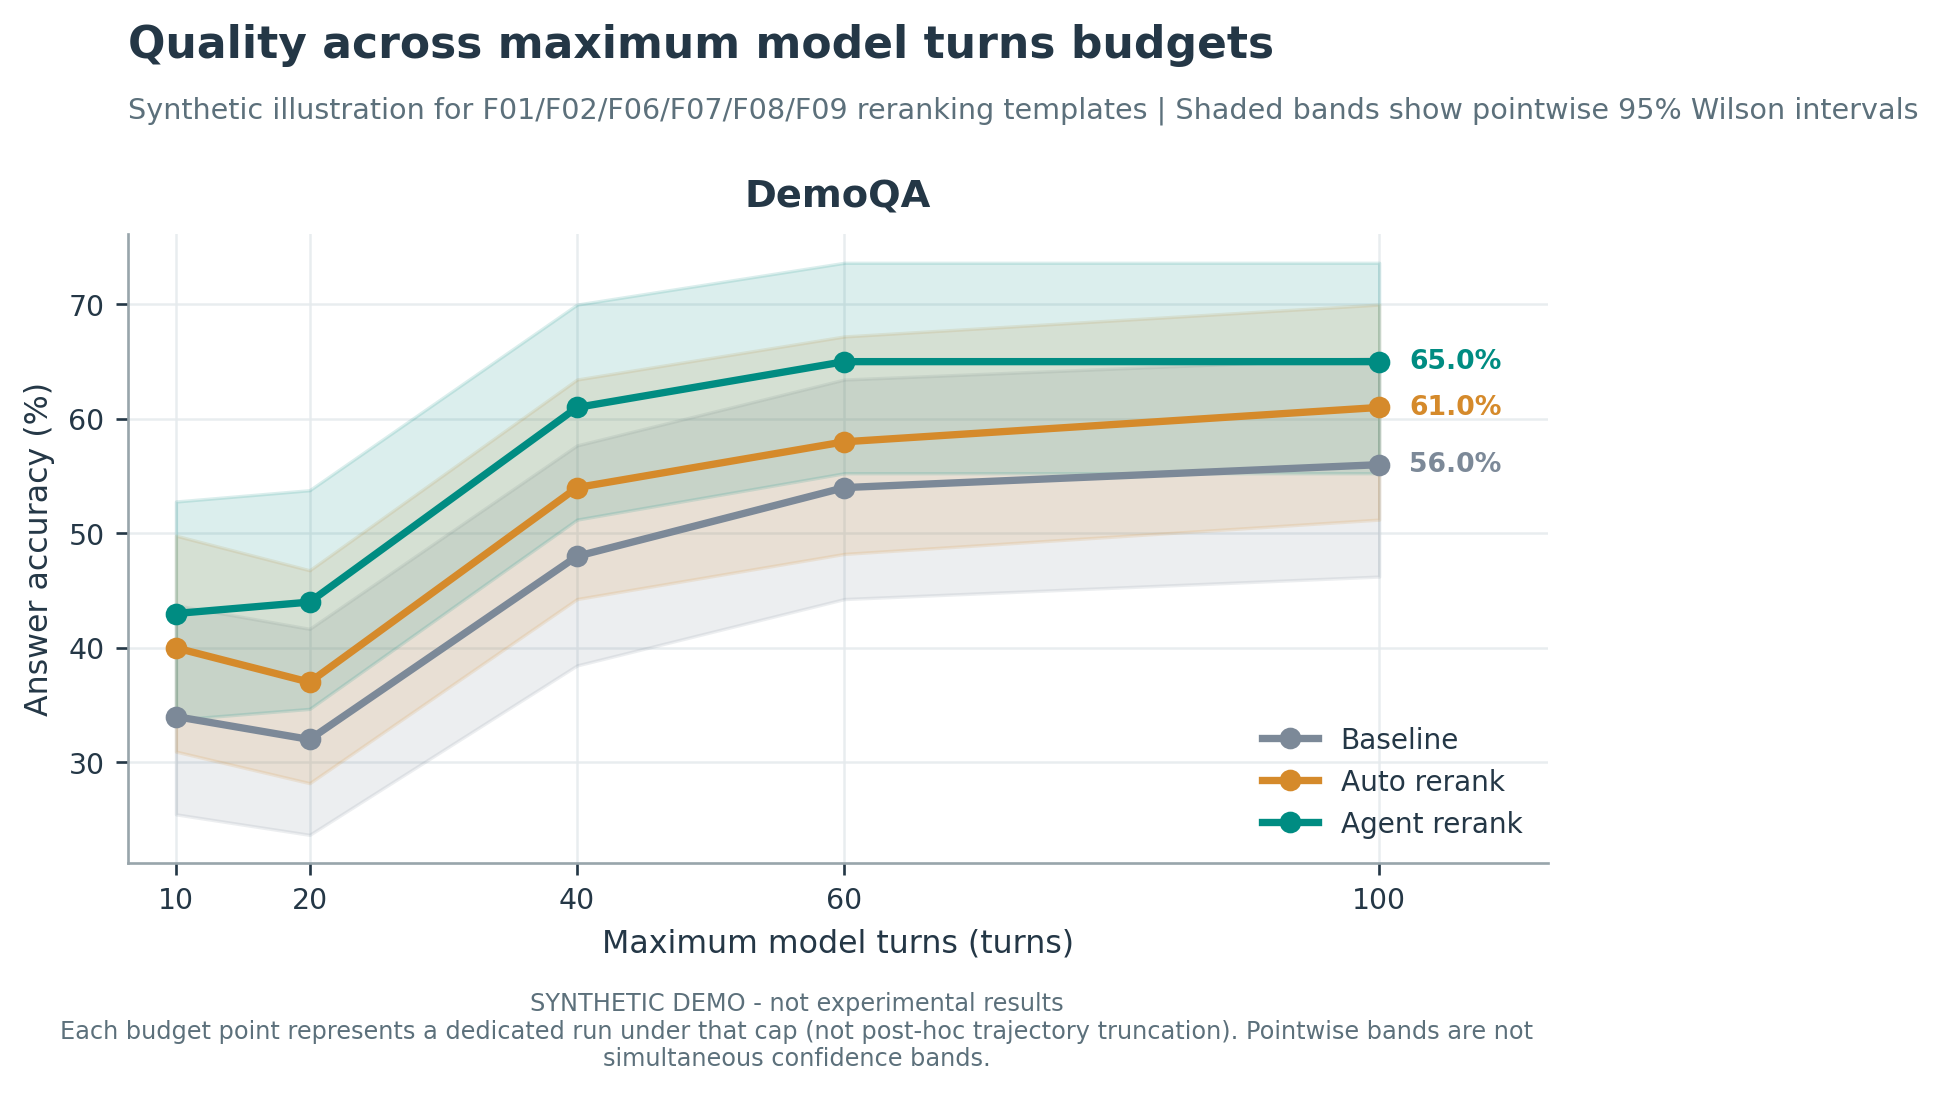 Quality across maximum model turns budgets
Synthetic illustration for F01/F02/F06/F07/F08/F09 reranking templates | Shaded bands show pointwise 95% Wilson intervals
DemoQA
Answer accuracy (%)
70
60
50
40
30
65.0%
61.0%
56.0%
Baseline
Auto rerank
Agent rerank
10 20 40 60 100
Maximum model turns (turns)
SYNTHETIC DEMO - not experimental results
Each budget point represents a dedicated run under that cap (not post-hoc trajectory truncation). Pointwise bands are not
simultaneous confidence bands.